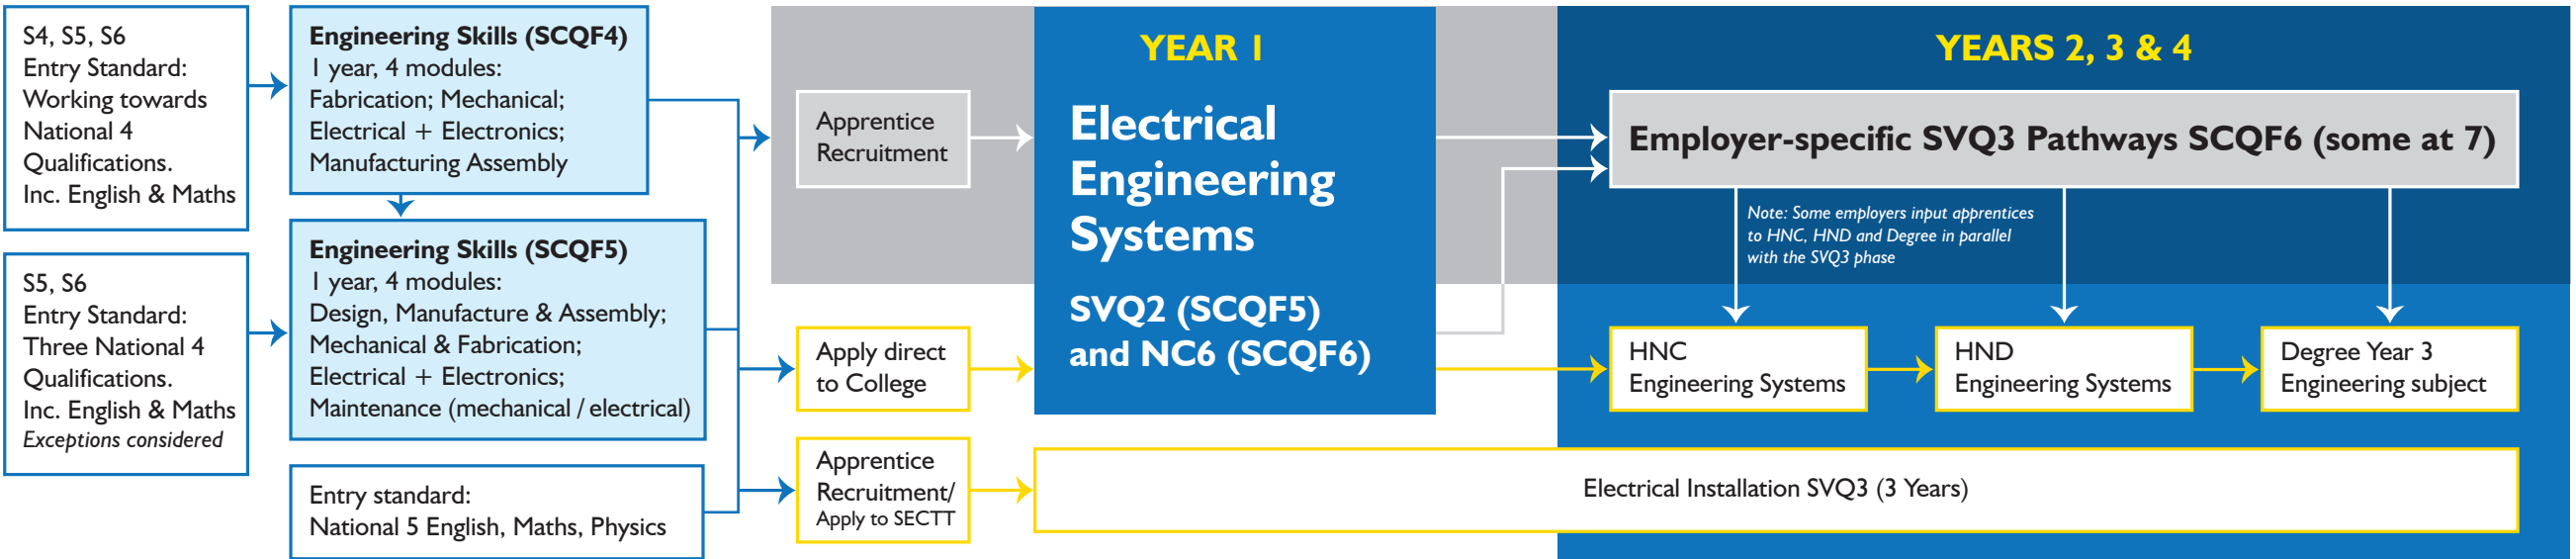 S4, S5, S6
Entry Standard:
Working towards
National 4
Qualifications.
Inc. English & Maths
S5, S6
Entry Standard:
Three National 4
Qualifications.
Inc. English & Maths
Exceptions considered
Engineering Skills (SCQF4)
1 year, 4 modules:
Fabrication; Mechanical;
Electrical + Electronics;
Manufacturing Assembly
Engineering Skills (SCQF5)
1 year, 4 modules:
Design, Manufacture & Assembly;
Mechanical & Fabrication;
Electrical + Electronics;
Maintenance (mechanical / electrical)
Entry standard:
National 5 English, Maths, Physics
Apprentice
Recruitment
Apply direct
to College
Apprentice
Recruitment/
Apply to SECTT
YEAR 1
Electrical
Engineering
Systems
SVQ2 (SCQF5)
and NC6 (SCQF6)
YEARS 2, 3 & 4
Employer-specific SVQ3 Pathways SCQF6 (some at 7)
Note: Some employers input apprentices
to HNC, HND and Degree in parallel
with the SVQ3 phase
HNC
Engineering Systems
HND
Engineering Systems
Degree Year 3
Engineering subject
Electrical Installation SVQ3 (3 Years)